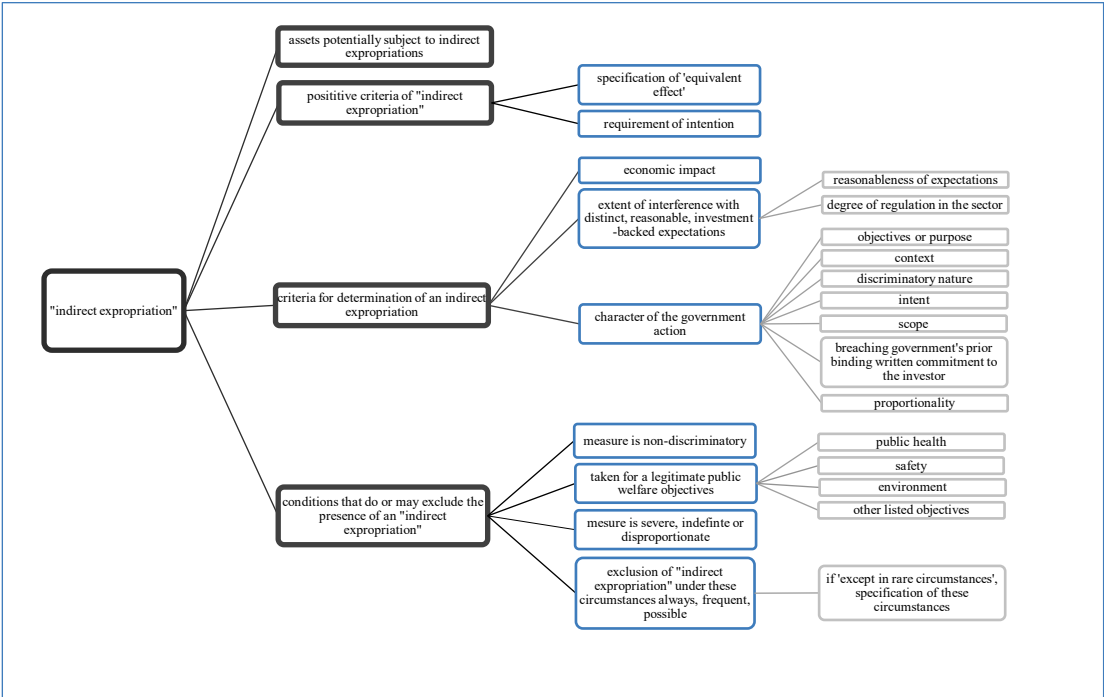 "indirect expropriation"
assets potentially subject to indirect
expropriations
posititive criteria of "indirect
expropriation"
specification of 'equivalent
effect'
requirement of intention
criteria for determination of an indirect
expropriation
economic impact
extent of interference with
distinct, reasonable, investment
-backed expectations
reasonableness of expectations
degree of regulation in the sector
character of the government
action
objectives or purpose
context
discriminatory nature
intent
scope
breaching government's prior
binding written commitment to
the investor
proportionality
conditions that do or may exclude the
presence of an "indirect
expropriation"
measure is non-discriminatory
taken for a legitimate public
welfare objectives
public health
safety
environment
other listed objectives
mesure is severe, indefinte or
disproportionate
exclusion of "indirect
expropriation" under these
circumstances always, frequent,
possible
if 'except in rare circumstances',
specification of these
circumstances